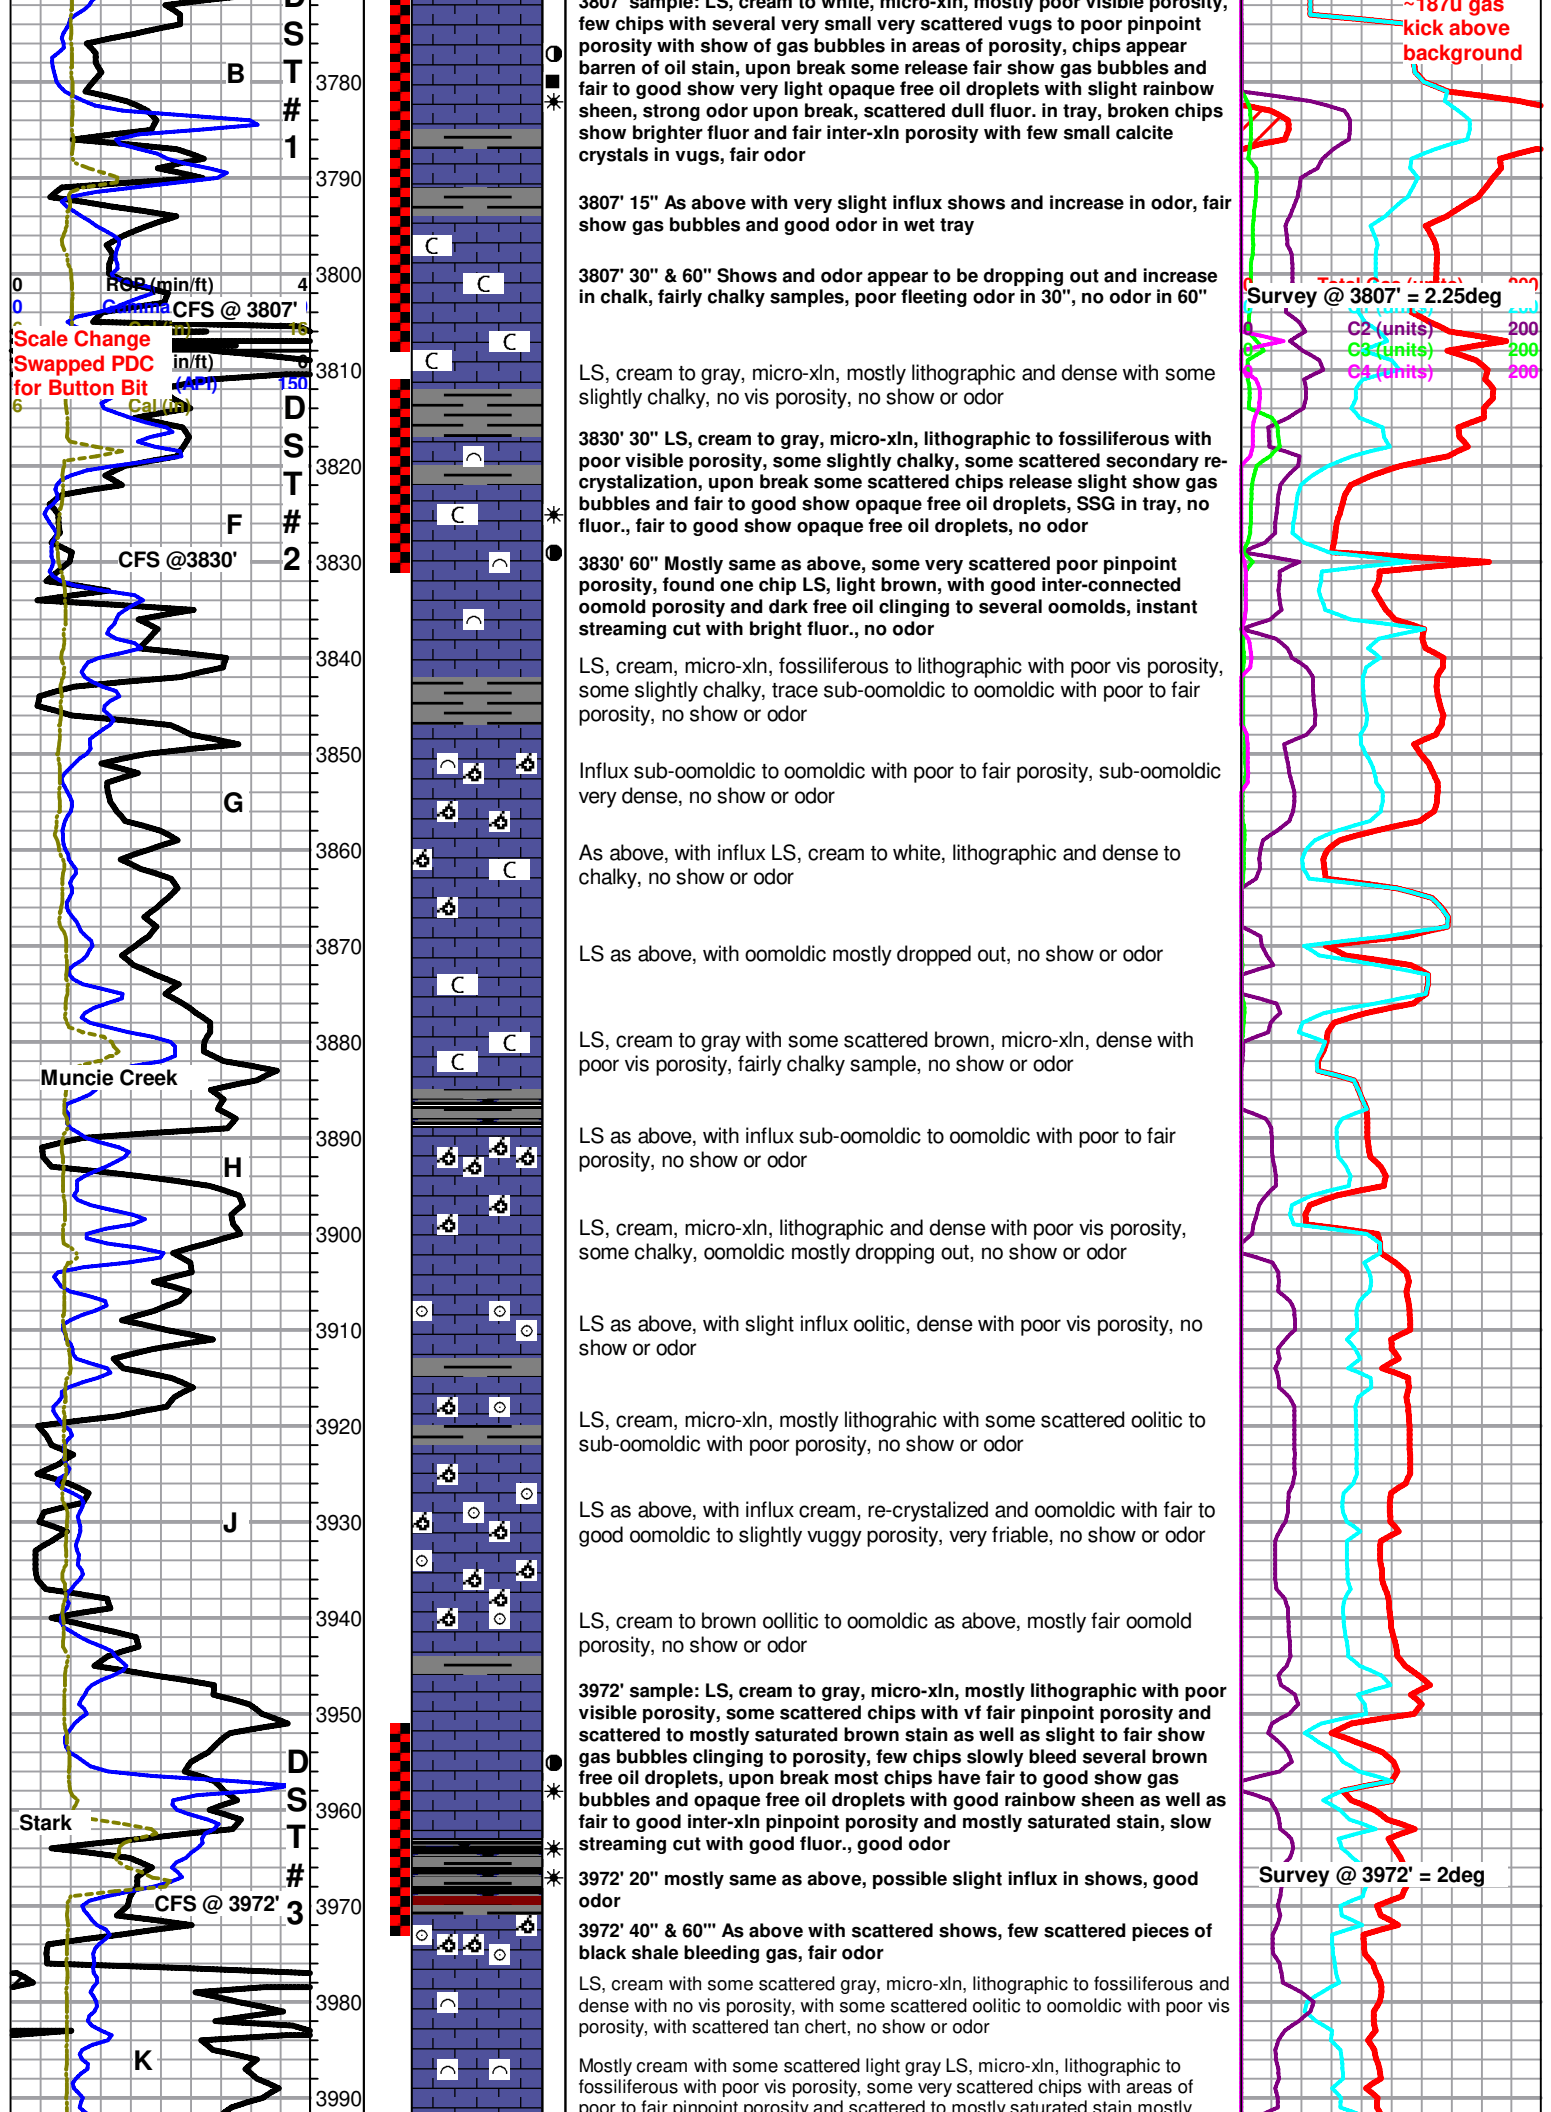 3807' sample: LS, cream to white, micro-xln, mostly poor visible porosity,
few chips with several very small very scattered vugs to poor pinpoint
porosity with show of gas bubbles in areas of porosity, chips appear
barren of oil stain, upon break some release fair show gas bubbles and
fair to good show very light opaque free oil droplets with slight rainbow
sheen, strong odor upon break, scattered dull fluor. in tray, broken chips
show brighter fluor and fair inter-xln porosity with few small calcite
crystals in vugs, fair odor
3807' 15" As above with very slight influx shows and increase in odor, fair
show gas bubbles and good odor in wet tray
3807' 30" & 60" Shows and odor appear to be dropping out and increase
in chalk, fairly chalky samples, poor fleeting odor in 30", no odor in 60"
LS, cream to gray, micro-xln, mostly lithographic and dense with some
slightly chalky, no vis porosity, no show or odor
3830' 30" LS, cream to gray, micro-xln, lithographic to fossiliferous with
poor visible porosity, some slightly chalky, some scattered secondary re-
crystalization, upon break some scattered chips release slight show gas
bubbles and fair to good show opaque free oil droplets, SSG in tray, no
fluor., fair to good show opaque free oil droplets, no odor
3830' 60" Mostly same as above, some very scattered poor pinpoint
porosity, found one chip LS, light brown, with good inter-connected
oomold porosity and dark free oil clinging to several oomolds, instant
streaming cut with bright fluor., no odor
LS, cream, micro-xln, fossiliferous to lithographic with poor vis porosity,
some slightly chalky, trace sub-oomoldic to oomoldic with poor to fair
porosity, no show or odor
Influx sub-oomoldic to oomoldic with poor to fair porosity, sub-oomoldic
very dense, no show or odor
As above, with influx LS, cream to white, lithographic and dense to
chalky, no show or odor
LS as above, with oomoldic mostly dropped out, no show or odor
LS, cream to gray with some scattered brown, micro-xln, dense with
poor vis porosity, fairly chalky sample, no show or odor
LS as above, with influx sub-oomoldic to oomoldic with poor to fair
porosity, no show or odor
LS, cream, micro-xln, lithographic and dense with poor vis porosity,
some chalky, oomoldic mostly dropping out, no show or odor
LS as above, with slight influx oolitic, dense with poor vis porosity, no
show or odor
LS, cream, micro-xln, mostly lithograhic with some scattered oolitic to
sub-oomoldic with poor porosity, no show or odor
LS as above, with influx cream, re-crystalized and oomoldic with fair to
good oomoldic to slightly vuggy porosity, very friable, no show or odor
LS, cream to brown oollitic to oomoldic as above, mostly fair oomold
porosity, no show or odor
3972' sample: LS, cream to gray, micro-xln, mostly lithographic with poor
visible porosity, some scattered chips with vf fair pinpoint porosity and
scattered to mostly saturated brown stain as well as slight to fair show
gas bubbles clinging to porosity, few chips slowly bleed several brown
free oil droplets, upon break most chips have fair to good show gas
bubbles and opaque free oil droplets with good rainbow sheen as well as
fair to good inter-xln pinpoint porosity and mostly saturated stain, slow
streaming cut with good fluor., good odor
3972' 20" mostly same as above, possible slight influx in shows, good
odor
3972' 40" & 60'" As above with scattered shows, few scattered pieces of
black shale bleeding gas, fair odor
LS, cream with some scattered gray, micro-xln, lithographic to fossiliferous and
dense with no vis porosity, with some scattered oolitic to oomoldic with poor vis
porosity, with scattered tan chert, no show or odor
Mostly cream with some scattered light gray LS, micro-xln, lithographic to
fossiliferous with poor vis porosity, some very scattered chips with areas of
poor to fair pinpoint porosity and scattered to mostly saturated stain mostly
DST #1
B
3780
3790
3800
0 ROP (min/ft) 4
0 Gamma
CFS @ 3807'
16
Scale Change
Swapped PDC
for Button Bit
in/ft)
(API) 150
6 Cal (in)
3810
DST #2
3820
F
CFS @3830'
3830
3840
3850
G
3860
3870
3880
Muncie Creek
3890
H
3900
3910
3920
J
3930
3940
3950
DST #3
3960
Stark
CFS @ 3972'
3970
3980
K
3990
C
C
C
C
C
C
C
C
C
~187u gas
kick above
background
Total Gas (units) 200
Survey @ 3807' = 2.25deg
C2 (units) 200
C3 (units) 200
C4 (units) 200
Survey @ 3972' = 2deg